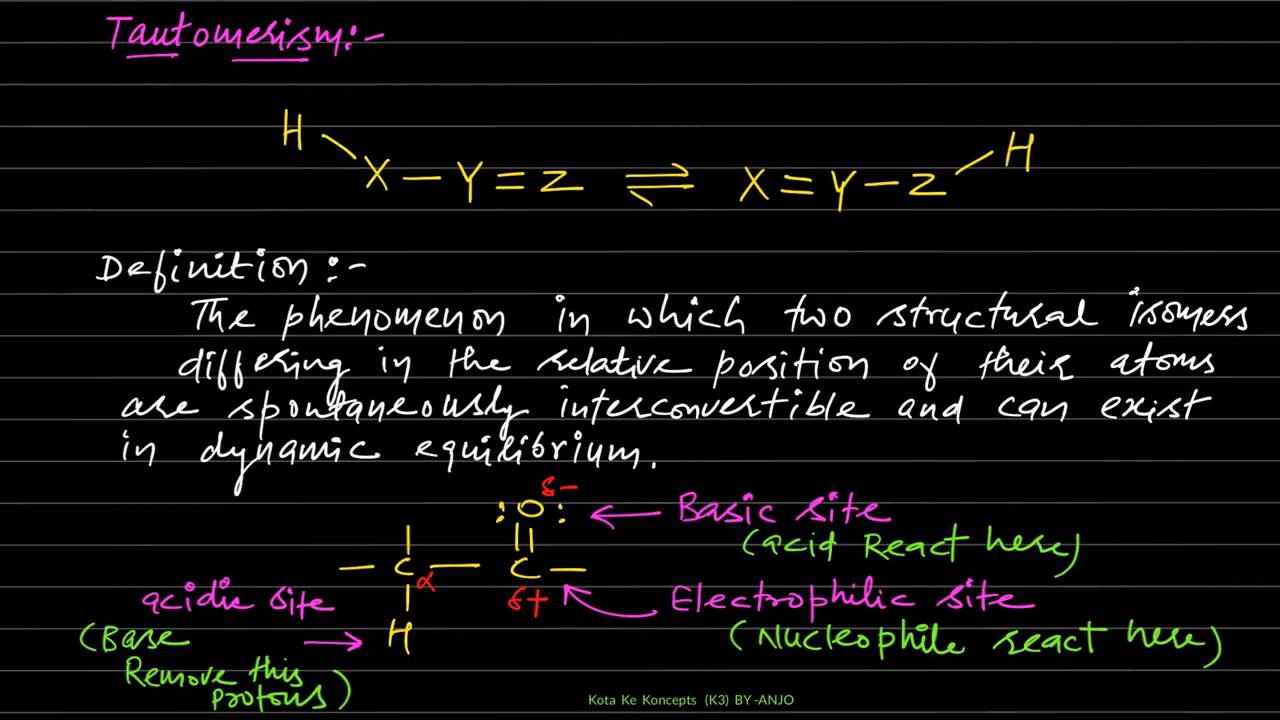 Tautomerism:-
H
X - Y = Z ⇌ X = Y - Z
H
Definition :-
The phenomenon in which two structural isomers
differing in the relative position of their atoms
are spontaneously interconvertible and can exist
in dynamic equilibrium.
δ-
:O: ← Basic site
(acid React here)
- C - C -
α
δ+
acidic site
Electrophilic site
(Base → H
(Nucleophile react here)
Remove this
protons)
Kota Ke Koncepts (K3) BY -ANJO